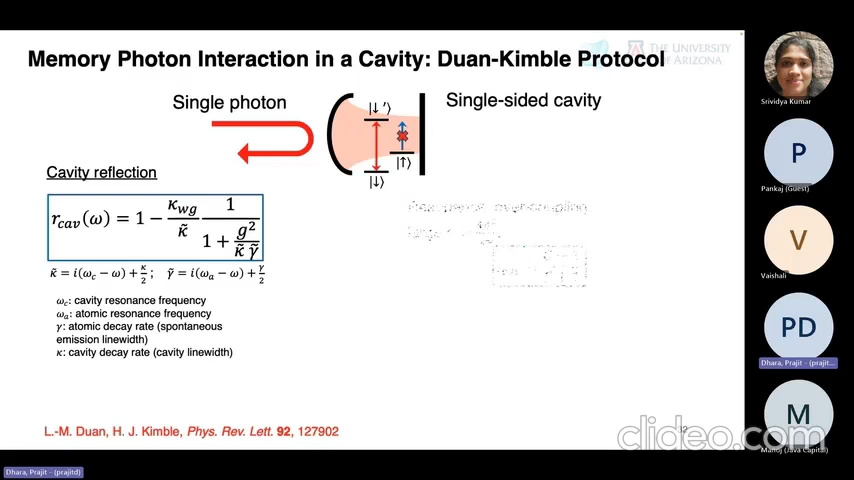 Memory Photon Interaction in a Cavity: Duan-Kimble Protocol
THE UNIVERSITY
OF ARIZONA
Single photon
|↓ ′⟩
|↑⟩
|↓⟩
Single-sided cavity
Cavity reflection
r_cav(ω) = 1 − κ_wg/κ̃ 1/(1 + g²/(κ̃ γ̃))
κ̃ = i(ω_c − ω) + κ/2 ; γ̃ = i(ω_a − ω) + γ/2
ω_c: cavity resonance frequency
ω_a: atomic resonance frequency
γ: atomic decay rate (spontaneous
emission linewidth)
κ: cavity decay rate (cavity linewidth)
L.-M. Duan, H. J. Kimble, Phys. Rev. Lett. 92, 127902
Srividya Kumar
P
Pankaj (Guest)
V
Vaishali
PD
Dhara, Prajit - (prajit...
M
Manoj (Java Capital)
clideo.com
Dhara, Prajit - (prajitd)